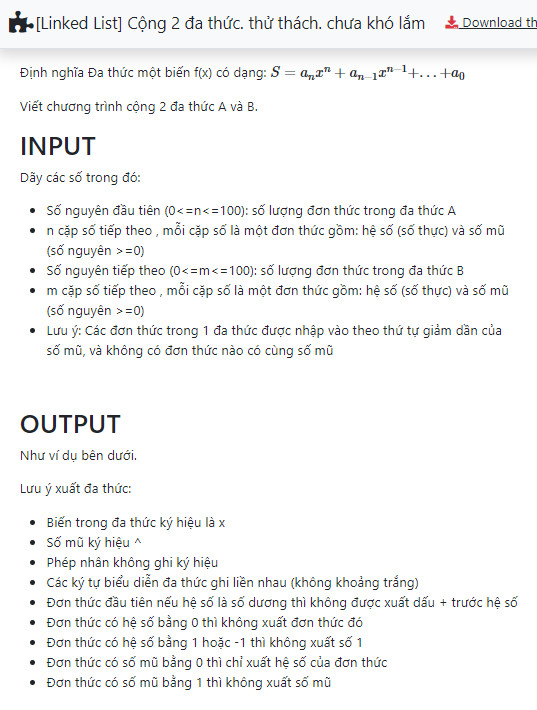 [Linked List] Cộng 2 đa thức. thử thách. chưa khó lắm
Download th
Định nghĩa Đa thức một biến f(x) có dạng: S = aₙxⁿ + aₙ₋₁xⁿ⁻¹+...+a₀
Viết chương trình cộng 2 đa thức A và B.
INPUT
Dãy các số trong đó:
• Số nguyên đầu tiên (0<=n<=100): số lượng đơn thức trong đa thức A
• n cặp số tiếp theo , mỗi cặp số là một đơn thức gồm: hệ số (số thực) và số mũ
(số nguyên >=0)
• Số nguyên tiếp theo (0<=m<=100): số lượng đơn thức trong đa thức B
• m cặp số tiếp theo , mỗi cặp số là một đơn thức gồm: hệ số (số thực) và số mũ
(số nguyên >=0)
• Lưu ý: Các đơn thức trong 1 đa thức được nhập vào theo thứ tự giảm dần của
số mũ, và không có đơn thức nào có cùng số mũ
OUTPUT
Như ví dụ bên dưới.
Lưu ý xuất đa thức:
• Biến trong đa thức ký hiệu là x
• Số mũ ký hiệu ^
• Phép nhân không ghi ký hiệu
• Các ký tự biểu diễn đa thức ghi liền nhau (không khoảng trắng)
• Đơn thức đầu tiên nếu hệ số là số dương thì không được xuất dấu + trước hệ số
• Đơn thức có hệ số bằng 0 thì không xuất đơn thức đó
• Đơn thức có hệ số bằng 1 hoặc -1 thì không xuất số 1
• Đơn thức có số mũ bằng 0 thì chỉ xuất hệ số của đơn thức
• Đơn thức có số mũ bằng 1 thì không xuất số mũ